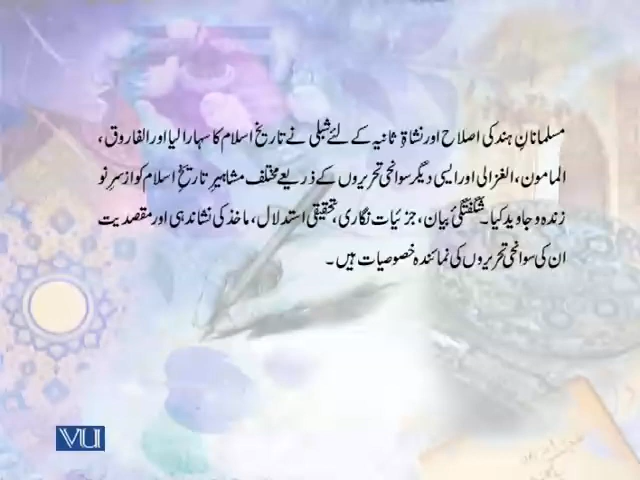 مسلمانانِ ہند کی اصلاح اور نشاۃِ ثانیہ کے لئے شبلی نے تاریخ اسلام کا سہارا لیا اور الفاروق،
المامون، الغزالی اور ایسی دیگر سوانحی تحریروں کے ذریعے مختلف مشاہیرِ تاریخِ اسلام کو از سرِ نو
زندہ و جاوید کیا۔ شگفتگیٔ بیان، جزئیات نگاری، تحقیقی استدلال، ماخذ کی نشاندہی اور مقصدیت
ان کی سوانحی تحریروں کی نمائندہ خصوصیات ہیں۔
VU